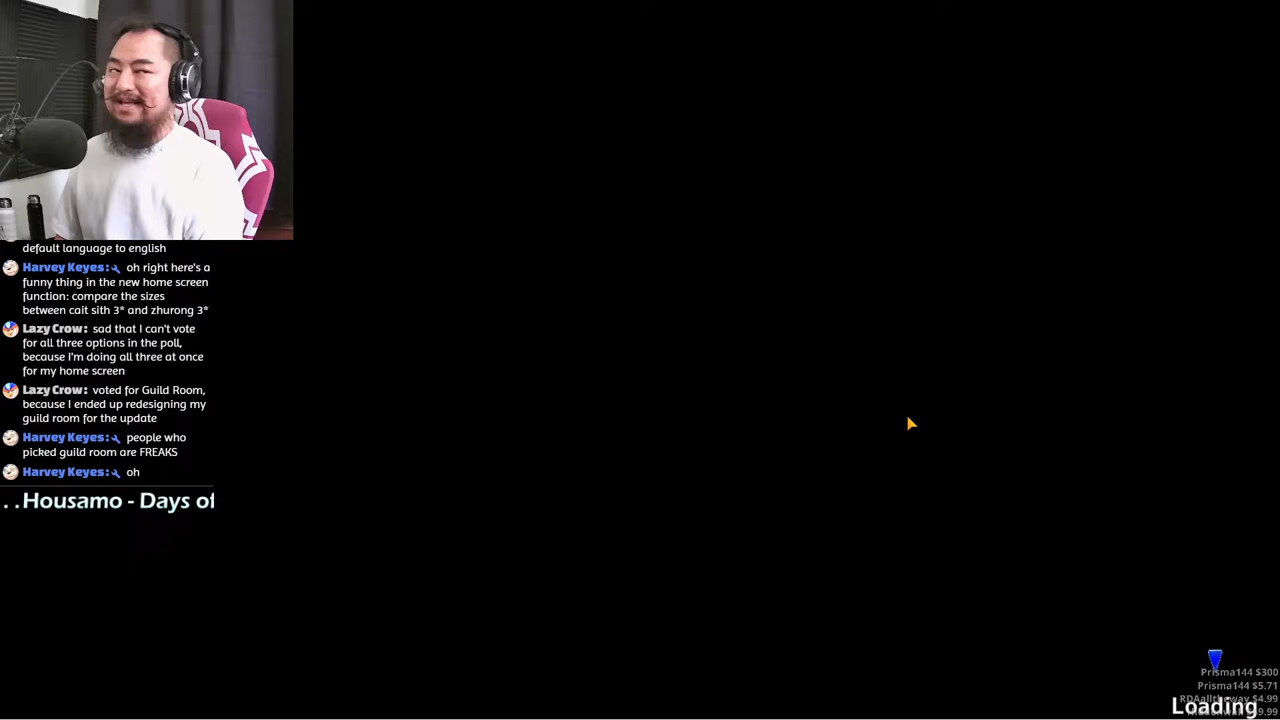 default language to english
Harvey Keyes: oh right here's a
funny thing in the new home screen
function: compare the sizes
between cait sith 3* and zhurong 3*
Lazy Crow: sad that I can't vote
for all three options in the poll,
because I'm doing all three at once
for my home screen
Lazy Crow: voted for Guild Room,
because I ended up redesigning my
guild room for the update
Harvey Keyes: people who
picked guild room are FREAKS
Harvey Keyes: oh
. . Housamo - Days of
Prisma144 $300
Prisma144 $5.71
RDAalltheway $4.99
Loading